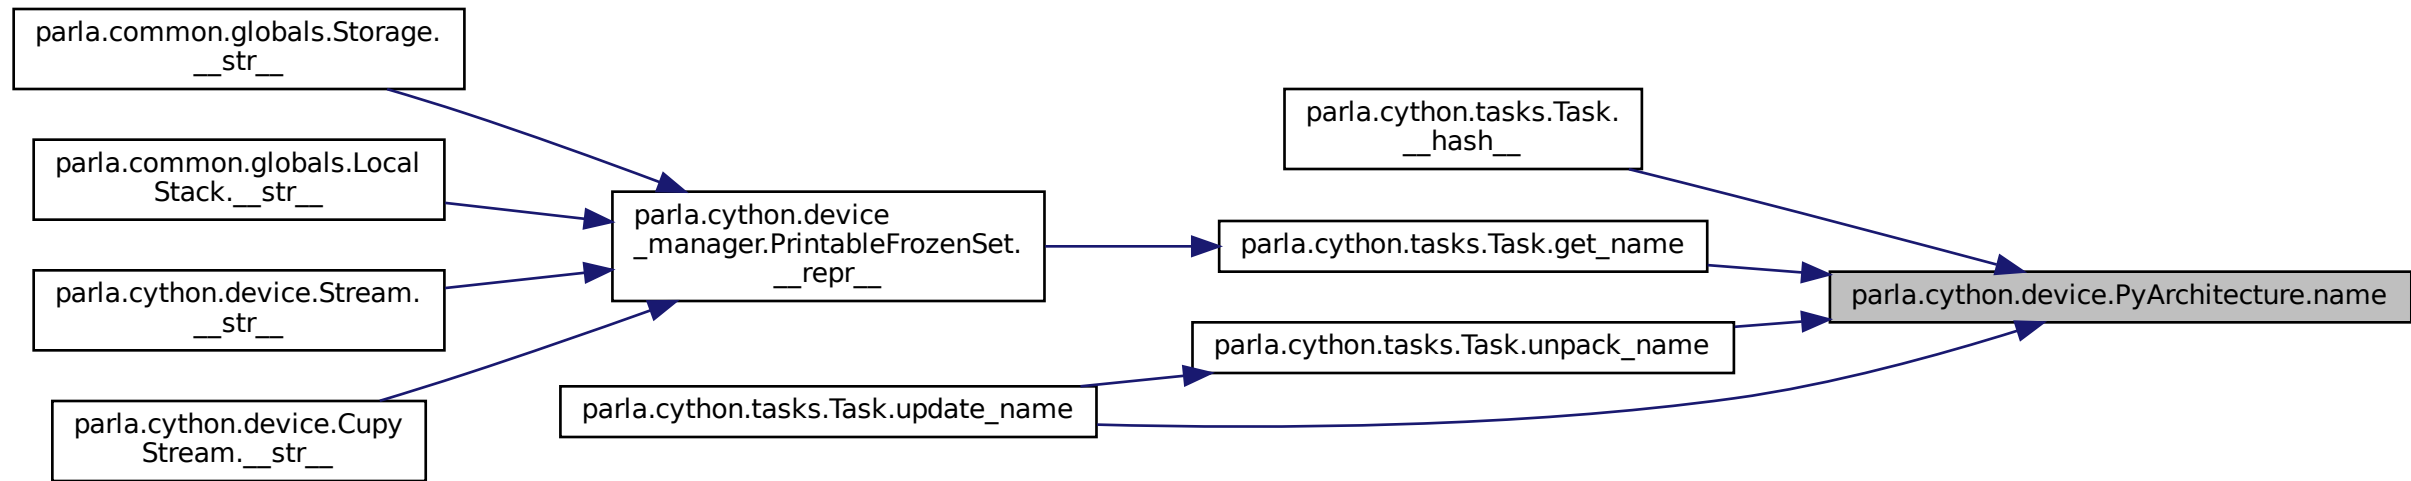 parla.common.globals.Storage.
__str__
parla.common.globals.Local
Stack.__str__
parla.cython.device.Stream.
__str__
parla.cython.device.Cupy
Stream.__str__
parla.cython.device
_manager.PrintableFrozenSet.
__repr__
parla.cython.tasks.Task.update_name
parla.cython.tasks.Task.
__hash__
parla.cython.tasks.Task.get_name
parla.cython.tasks.Task.unpack_name
parla.cython.device.PyArchitecture.name